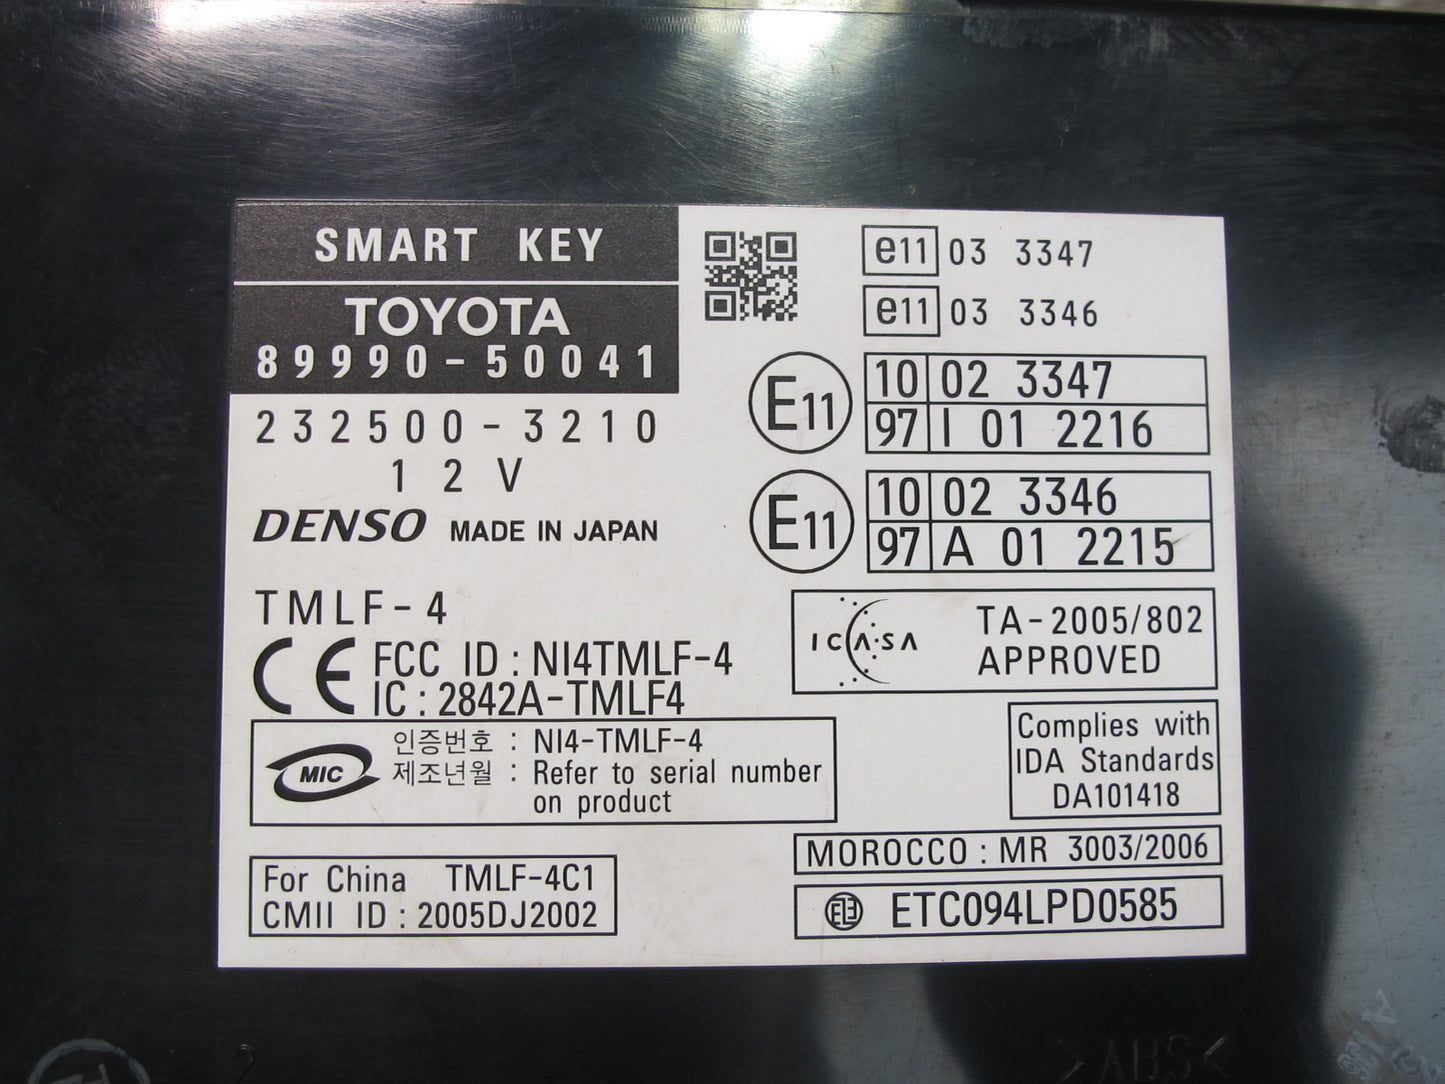 SMART KEY
TOYOTA
89990-50041
232500-3210
12V
DENSO MADE IN JAPAN
TMLF-4
CE FCC ID : NI4TMLF-4
IC : 2842A-TMLF4
MIC 인증번호 : NI4-TMLF-4
제조년월 : Refer to serial number
on product
For China TMLF-4C1
CMII ID : 2005DJ2002
e11 03 3347
e11 03 3346
E11 10 02 3347
97 I 01 2216
E11 10 02 3346
97 A 01 2215
ICASA TA-2005/802
APPROVED
Complies with
IDA Standards
DA101418
MOROCCO : MR 3003/2006
ETC094LPD0585
>ABS<